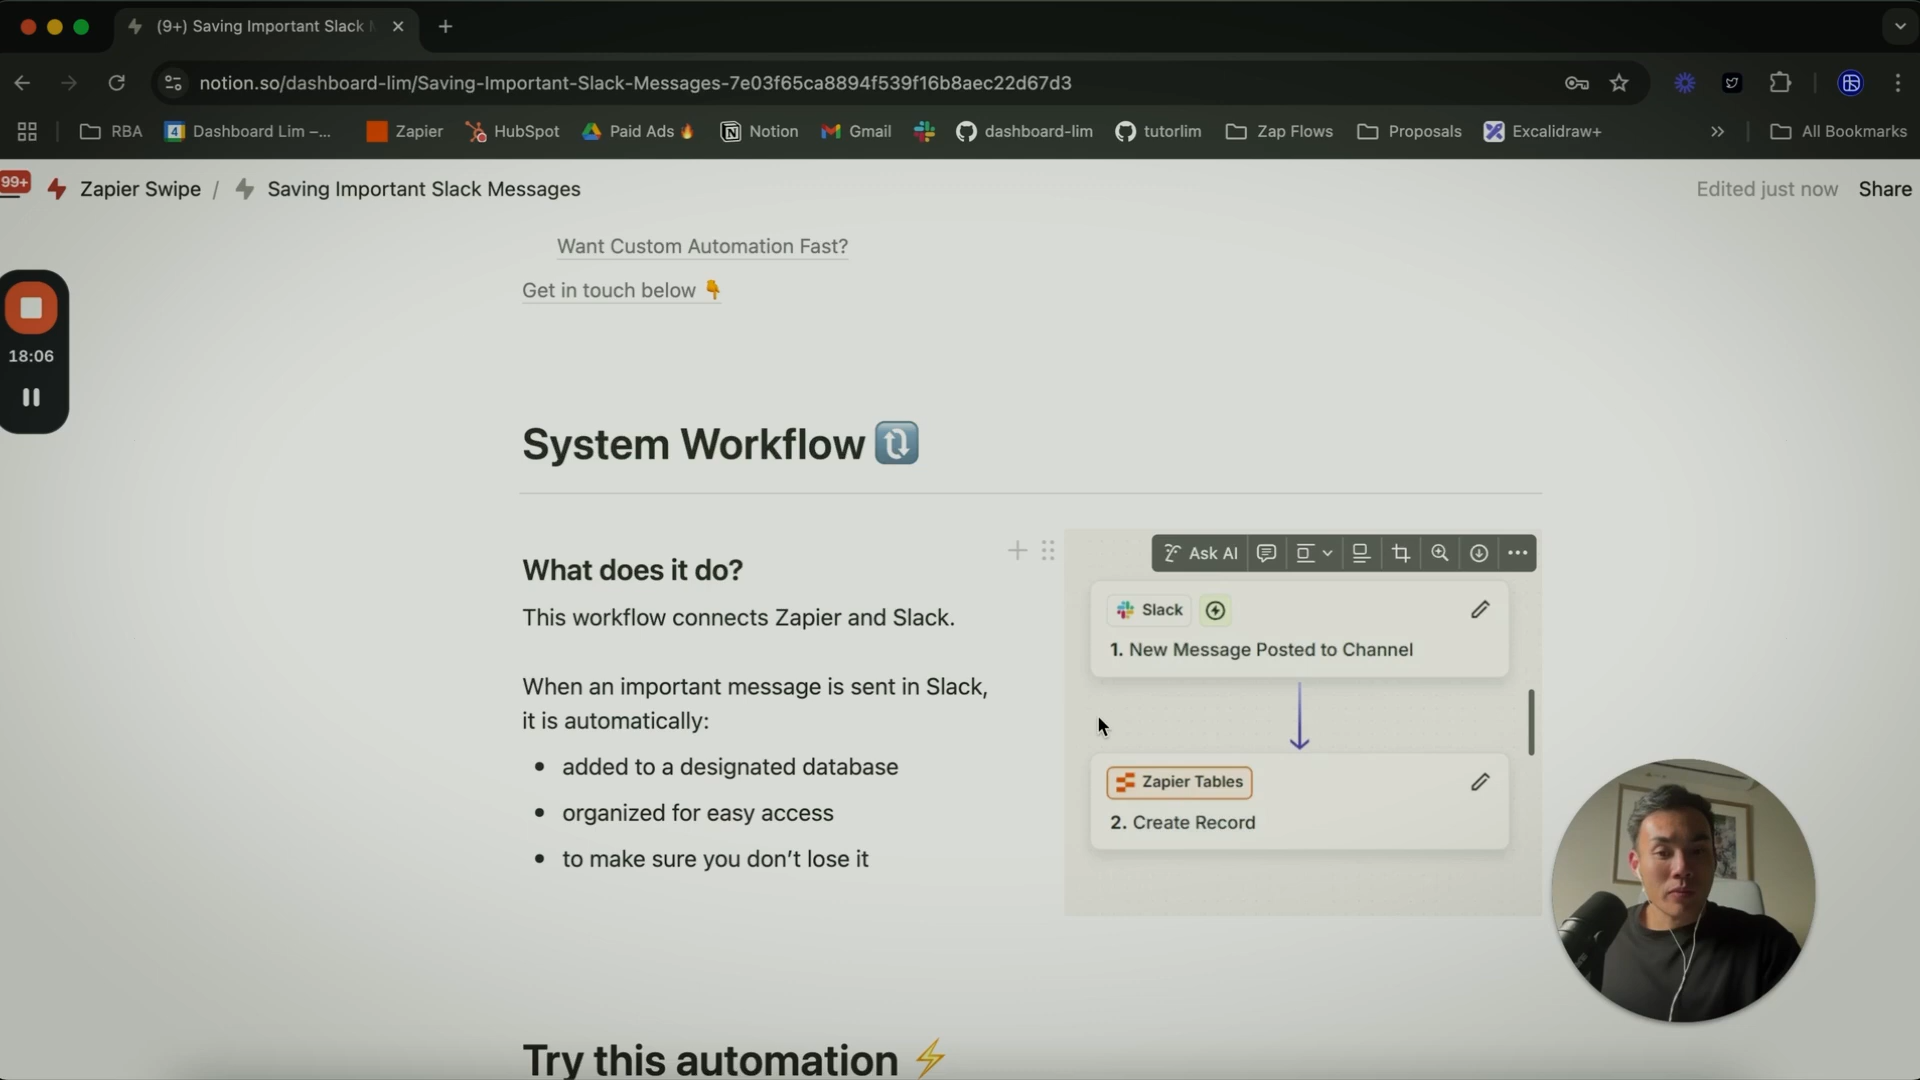 (9+) Saving Important Slack
notion.so/dashboard-lim/Saving-Important-Slack-Messages-7e03f65ca8894f539f16b8aec22d67d3
RBA
4
Dashboard Lim –...
Zapier
HubSpot
Paid Ads 🔥
Notion
Gmail
dashboard-lim
tutorlim
Zap Flows
Proposals
Excalidraw+
All Bookmarks
99+
Zapier Swipe / Saving Important Slack Messages
Edited just now
Share
Want Custom Automation Fast?
Get in touch below 👇
18:06
System Workflow 🔃
What does it do?
This workflow connects Zapier and Slack.
When an important message is sent in Slack,
it is automatically:
• added to a designated database
• organized for easy access
• to make sure you don’t lose it
Ask AI
Slack
1. New Message Posted to Channel
Zapier Tables
2. Create Record
Try this automation ⚡